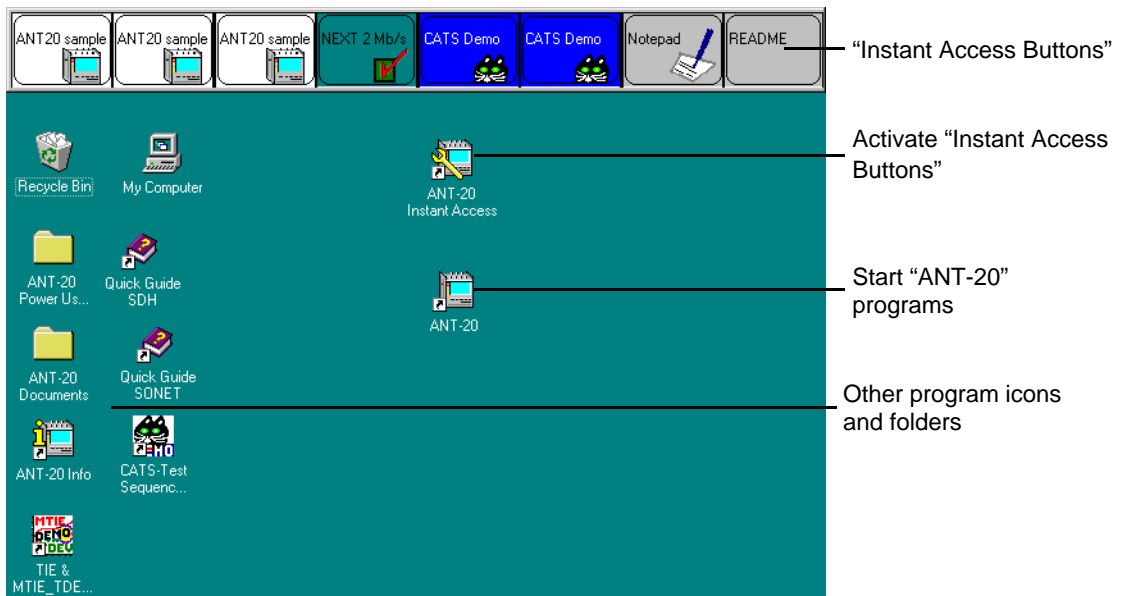 ANT20 sample
ANT20 sample
ANT20 sample
NEXT 2 Mb/s
CATS Demo
CATS Demo
Notepad
README
“Instant Access Buttons”
Recycle Bin
My Computer
ANT-20
Instant Access
Activate “Instant Access
Buttons”
ANT-20
Power Us...
Quick Guide
SDH
ANT-20
Start “ANT-20”
programs
ANT-20
Documents
Quick Guide
SONET
Other program icons
and folders
ANT-20 Info
DEMO
CATS-Test
Sequenc...
MTIE
DEMO
DEV
TIE &
MTIE_TDE...